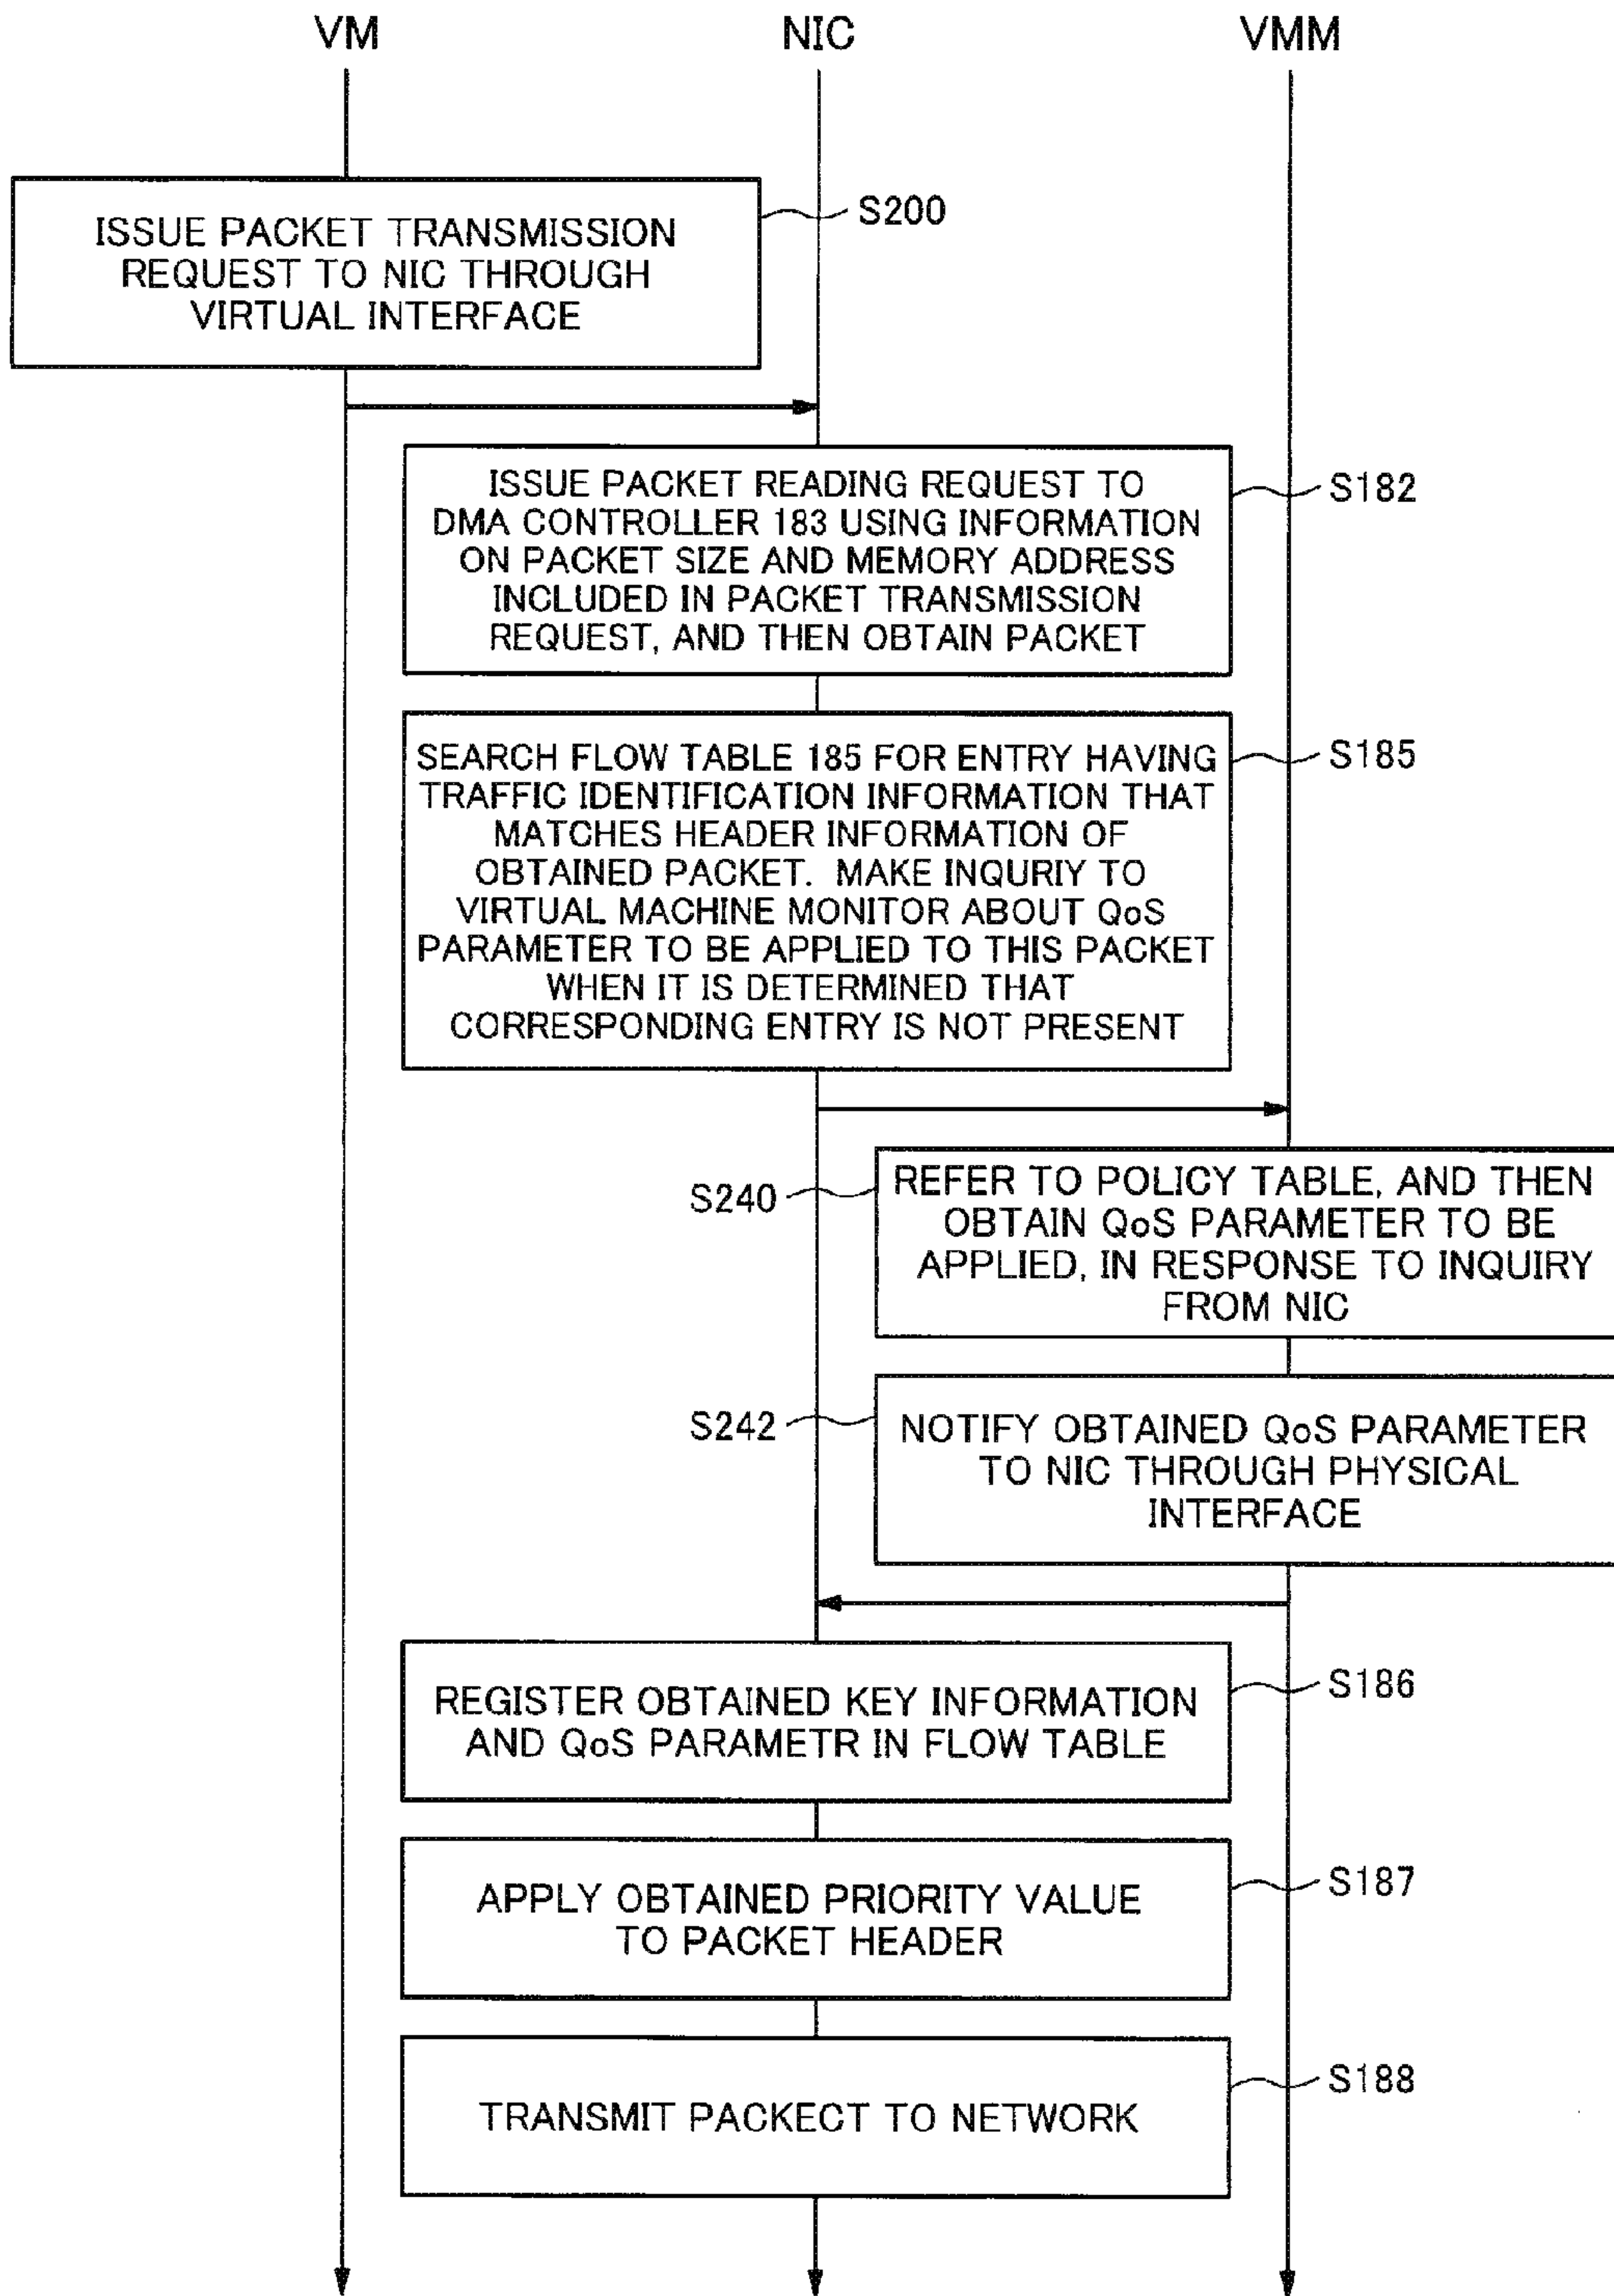 VM NIC VMM
ISSUE PACKET TRANSMISSION
REQUEST TO NIC THROUGH
VIRTUAL INTERFACE
S200
ISSUE PACKET READING REQUEST TO
DMA CONTROLLER 183 USING INFORMATION
ON PACKET SIZE AND MEMORY ADDRESS
INCLUDED IN PACKET TRANSMISSION
REQUEST, AND THEN OBTAIN PACKET
S182
SEARCH FLOW TABLE 185 FOR ENTRY HAVING
TRAFFIC IDENTIFICATION INFORMATION THAT
MATCHES HEADER INFORMATION OF
OBTAINED PACKET. MAKE INQURIY TO
VIRTUAL MACHINE MONITOR ABOUT QoS
PARAMETER TO BE APPLIED TO THIS PACKET
WHEN IT IS DETERMINED THAT
CORRESPONDING ENTRY IS NOT PRESENT
S185
S240
REFER TO POLICY TABLE, AND THEN
OBTAIN QoS PARAMETER TO BE
APPLIED, IN RESPONSE TO INQUIRY
FROM NIC
S242
NOTIFY OBTAINED QoS PARAMETER
TO NIC THROUGH PHYSICAL
INTERFACE
REGISTER OBTAINED KEY INFORMATION
AND QoS PARAMETR IN FLOW TABLE
S186
APPLY OBTAINED PRIORITY VALUE
TO PACKET HEADER
S187
TRANSMIT PACKECT TO NETWORK
S188